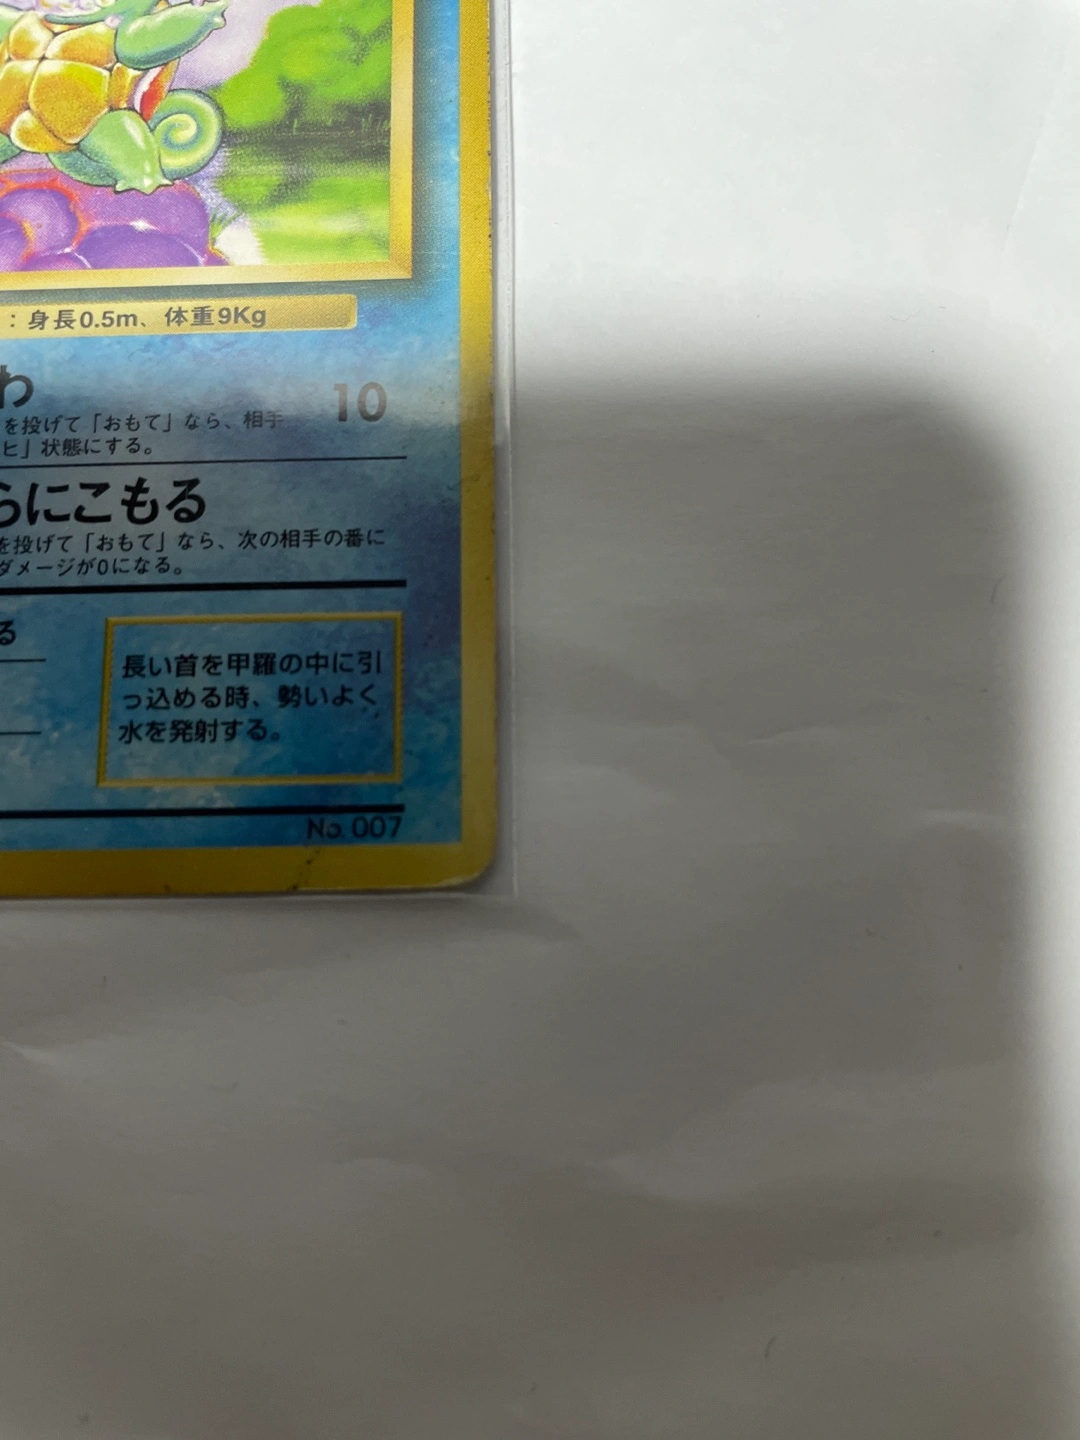 ：身長0.5m、体重9Kg
わ
10
を投げて「おもて」なら、相手
ヒ」状態にする。
らにこもる
を投げて「おもて」なら、次の相手の番に
ダメージが0になる。
る
長い首を甲羅の中に引
っ込める時、勢いよく
水を発射する。
No. 007